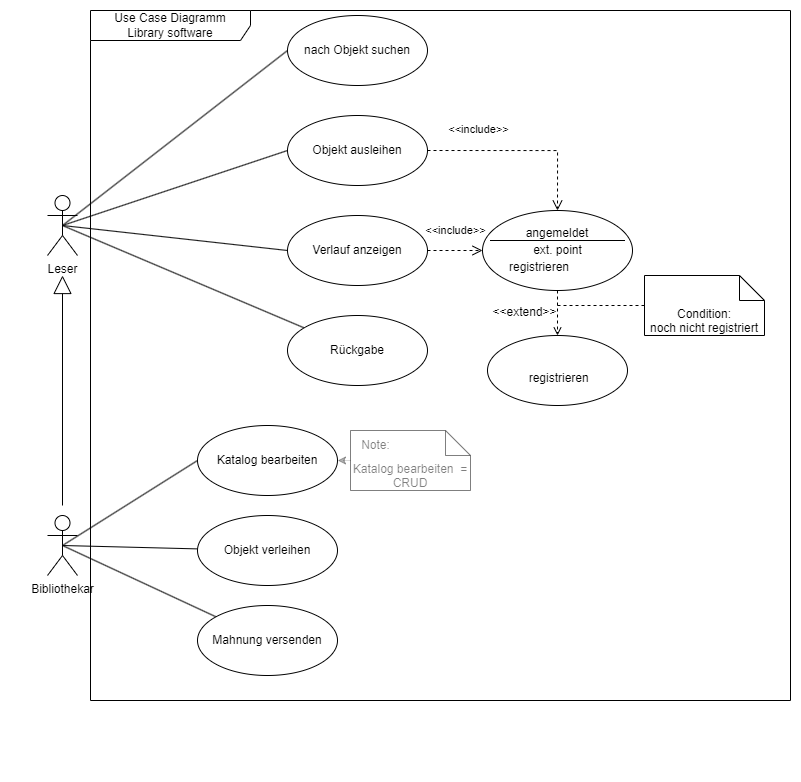 Use Case Diagramm
Library software
nach Objekt suchen
<<include>>
Objekt ausleihen
Leser
<<include>>
Verlauf anzeigen
angemeldet
ext. point
registrieren
<<extend>>
Condition:
noch nicht registriert
Rückgabe
registrieren
Katalog bearbeiten
Note:
Katalog bearbeiten =
CRUD
Objekt verleihen
Bibliothekar
Mahnung versenden